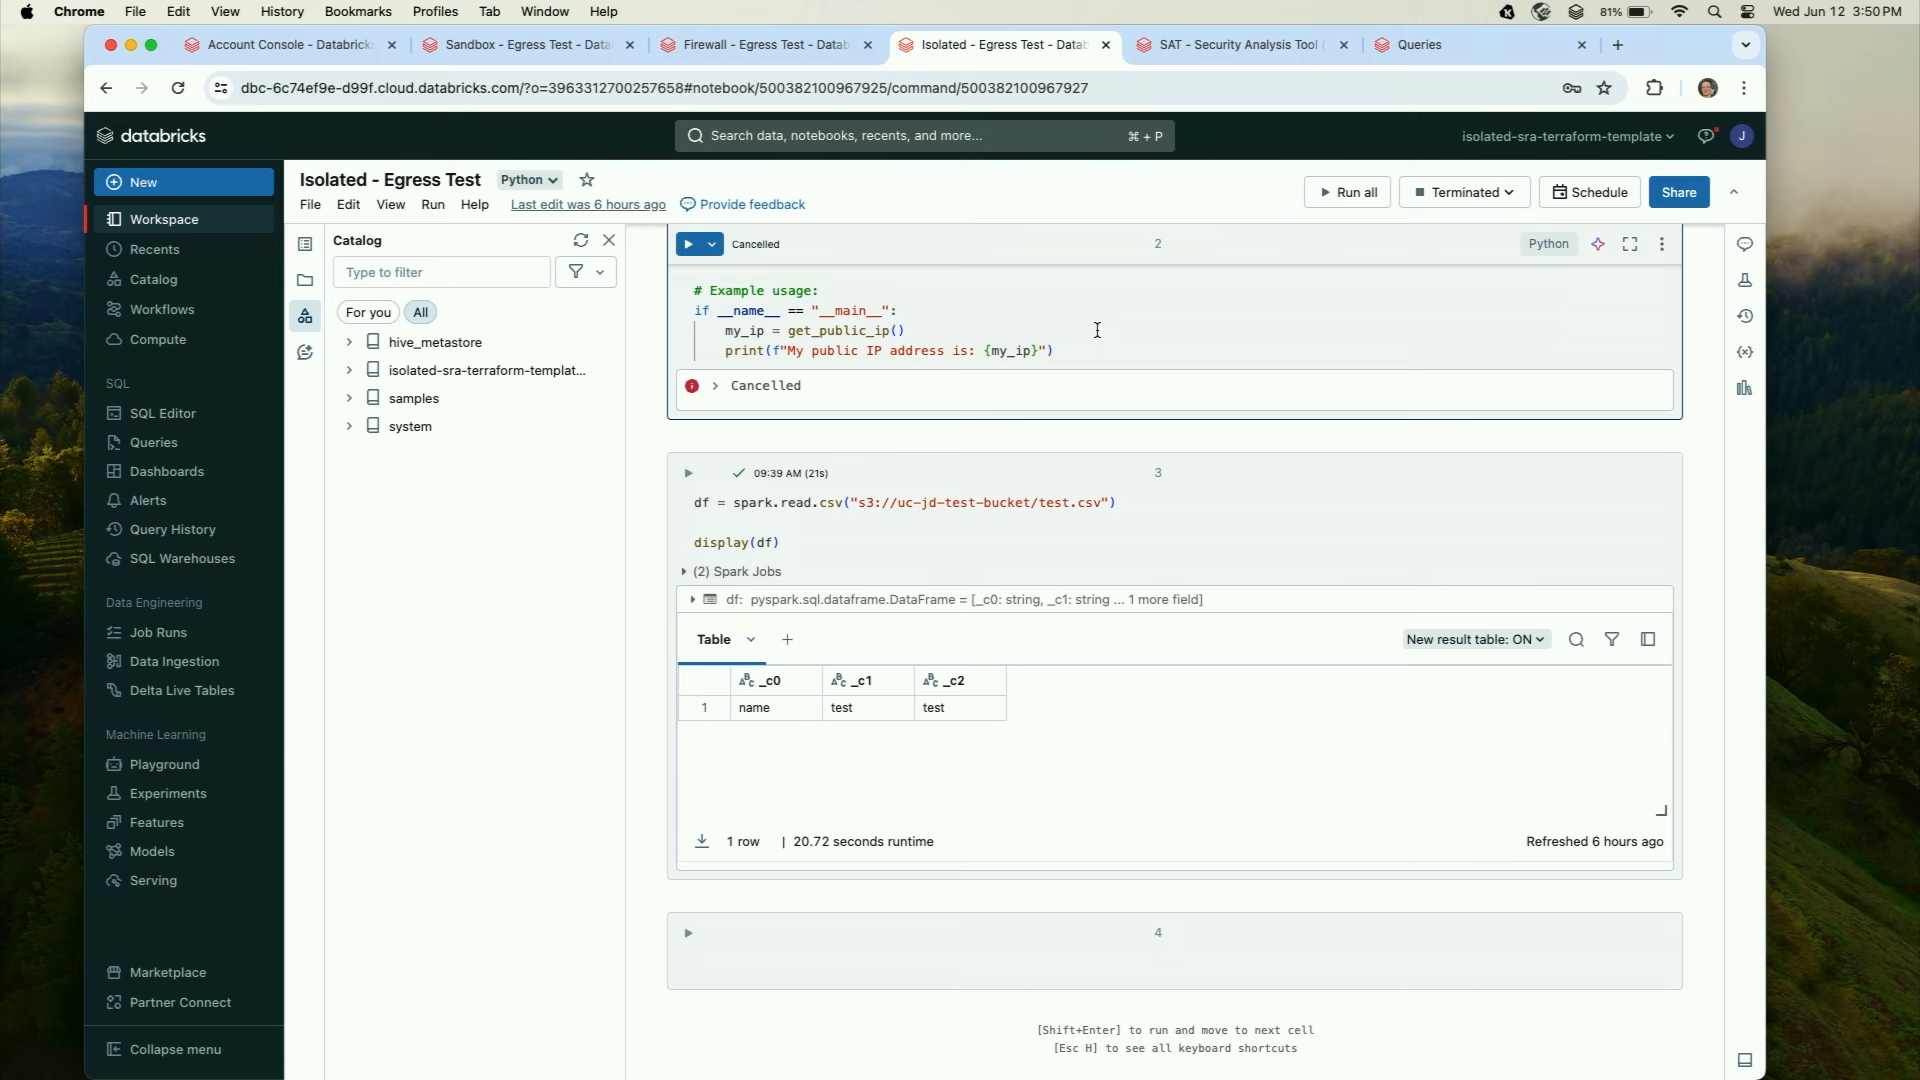 Chrome File Edit View History Bookmarks Profiles Tab Window Help
81% Wed Jun 12 3:50 PM
Account Console - Databrick
Sandbox - Egress Test - Data
Firewall - Egress Test - Datab
Isolated - Egress Test - Datab
SAT - Security Analysis Tool
Queries
dbc-6c74ef9e-d99f.cloud.databricks.com/?o=3963312700257658#notebook/500382100967925/command/500382100967927
databricks
Search data, notebooks, recents, and more...
⌘ + P
isolated-sra-terraform-template
J
New
Workspace
Recents
Catalog
Workflows
Compute
SQL
SQL Editor
Queries
Dashboards
Alerts
Query History
SQL Warehouses
Data Engineering
Job Runs
Data Ingestion
Delta Live Tables
Machine Learning
Playground
Experiments
Features
Models
Serving
Marketplace
Partner Connect
Collapse menu
Isolated - Egress Test
Python
File Edit View Run Help
Last edit was 6 hours ago
Provide feedback
Run all
Terminated
Schedule
Share
Catalog
Type to filter
For you
All
hive_metastore
isolated-sra-terraform-templat...
samples
system
Cancelled
2
Python
# Example usage:
if __name__ == "__main__":
my_ip = get_public_ip()
print(f"My public IP address is: {my_ip}")
Cancelled
09:39 AM (21s)
3
df = spark.read.csv("s3://uc-jd-test-bucket/test.csv")
display(df)
(2) Spark Jobs
df: pyspark.sql.dataframe.DataFrame = [_c0: string, _c1: string ... 1 more field]
Table
New result table: ON
_c0 _c1 _c2
1 name test test
1 row | 20.72 seconds runtime
Refreshed 6 hours ago
4
[Shift+Enter] to run and move to next cell
[Esc H] to see all keyboard shortcuts